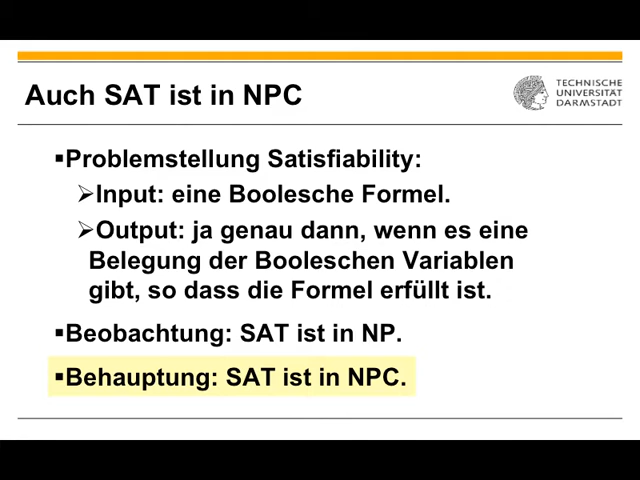 Auch SAT ist in NPC
TECHNISCHE
UNIVERSITÄT
DARMSTADT
▪Problemstellung Satisfiability:
➢Input: eine Boolesche Formel.
➢Output: ja genau dann, wenn es eine
Belegung der Booleschen Variablen
gibt, so dass die Formel erfüllt ist.
▪Beobachtung: SAT ist in NP.
▪Behauptung: SAT ist in NPC.